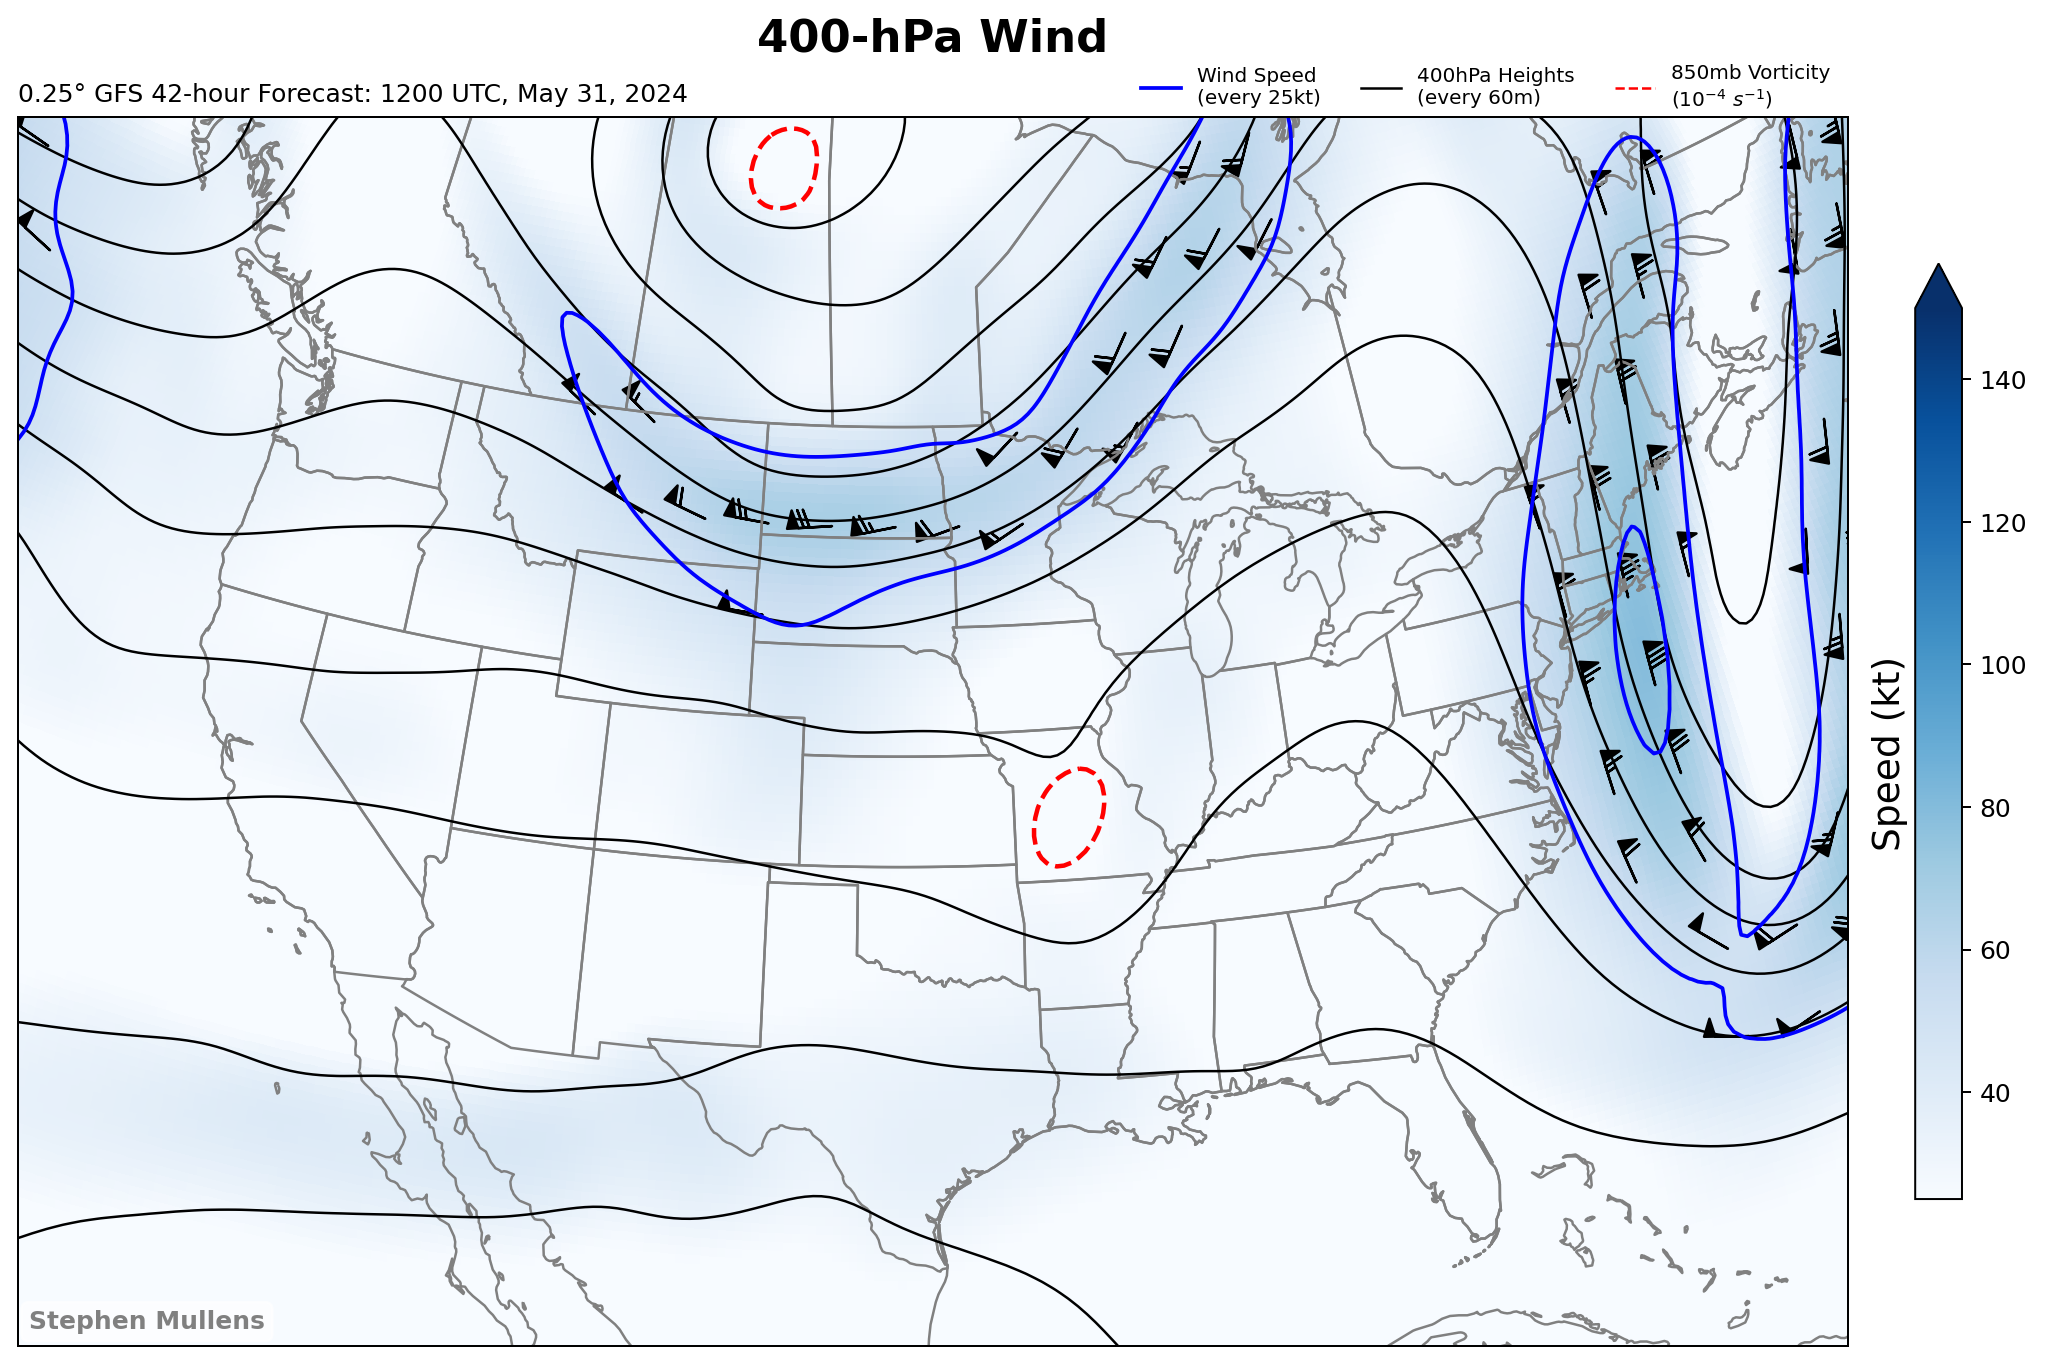 400-hPa Wind
0.25° GFS 42-hour Forecast: 1200 UTC, May 31, 2024
Wind Speed
(every 25kt)
400hPa Heights
(every 60m)
850mb Vorticity
(10⁻⁴ s⁻¹)
140
120
100
80
60
40
Speed (kt)
Stephen Mullens